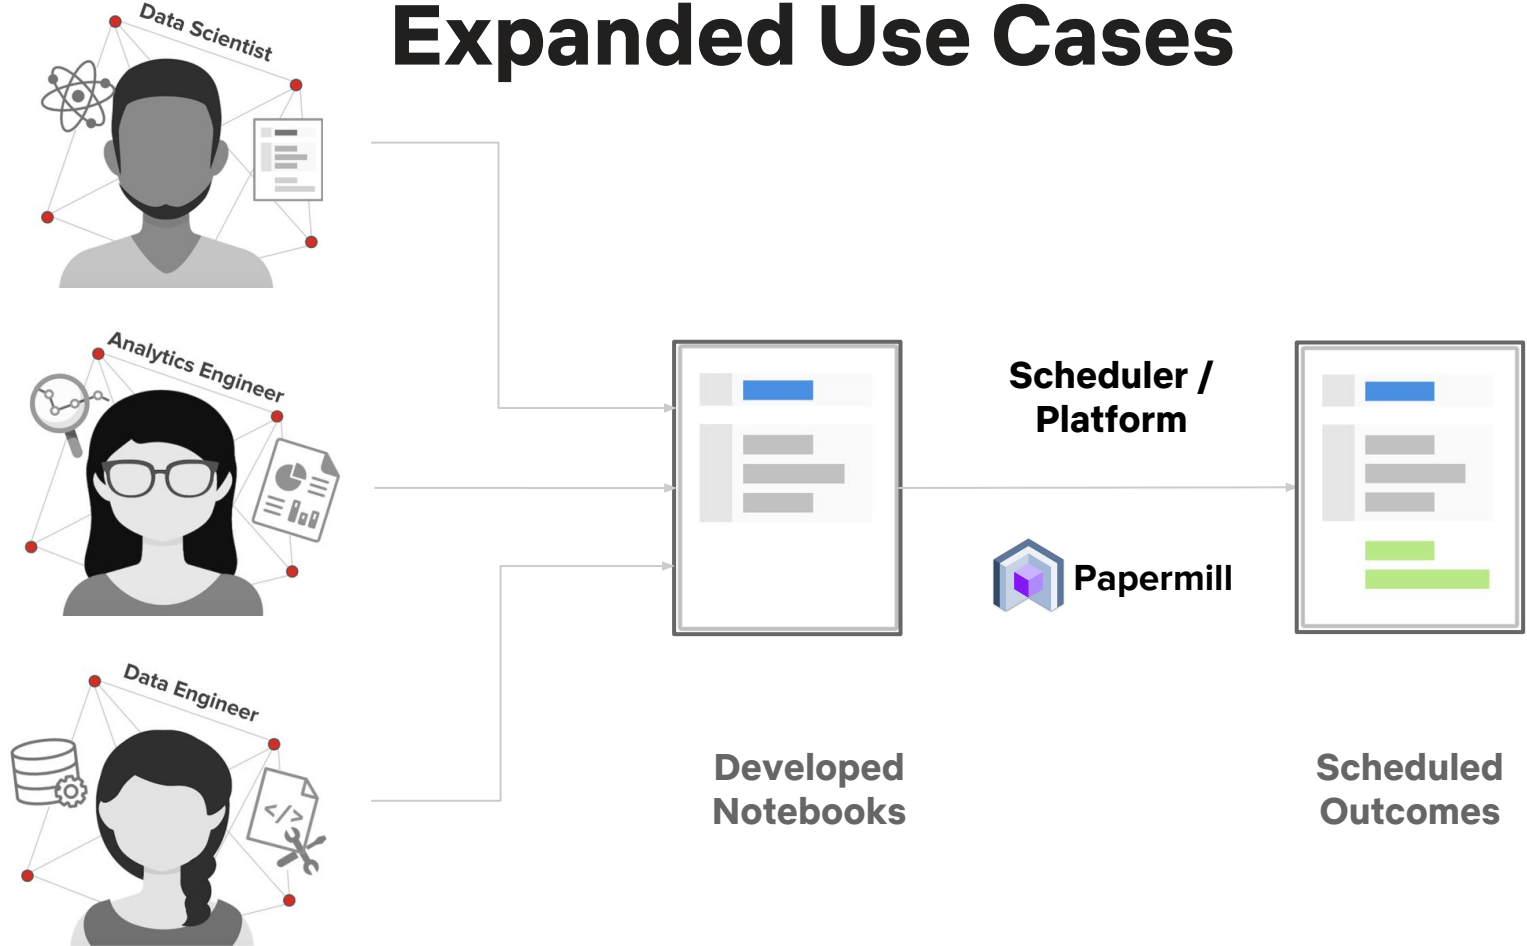 Expanded Use Cases
Data Scientist
Analytics Engineer
Data Engineer
Scheduler /
Platform
Papermill
Developed
Notebooks
Scheduled
Outcomes